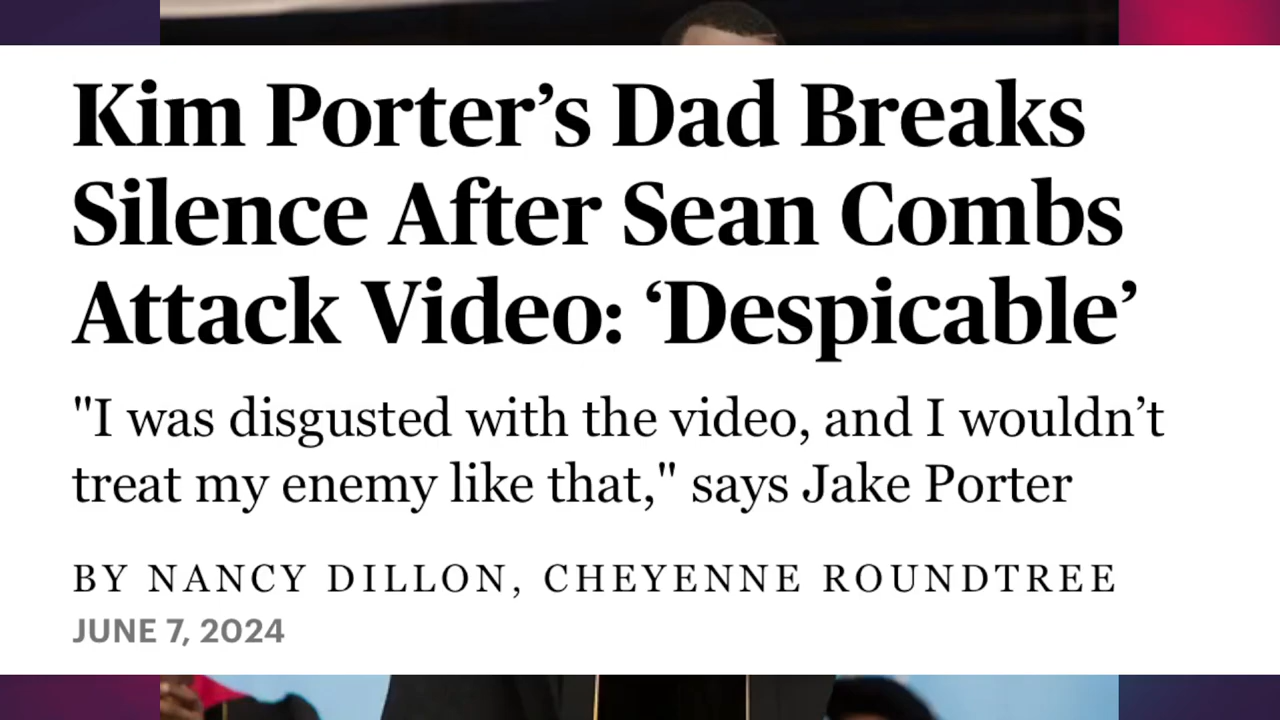 Kim Porter’s Dad Breaks
Silence After Sean Combs
Attack Video: ‘Despicable’
"I was disgusted with the video, and I wouldn’t
treat my enemy like that," says Jake Porter
BY NANCY DILLON, CHEYENNE ROUNDTREE
JUNE 7, 2024